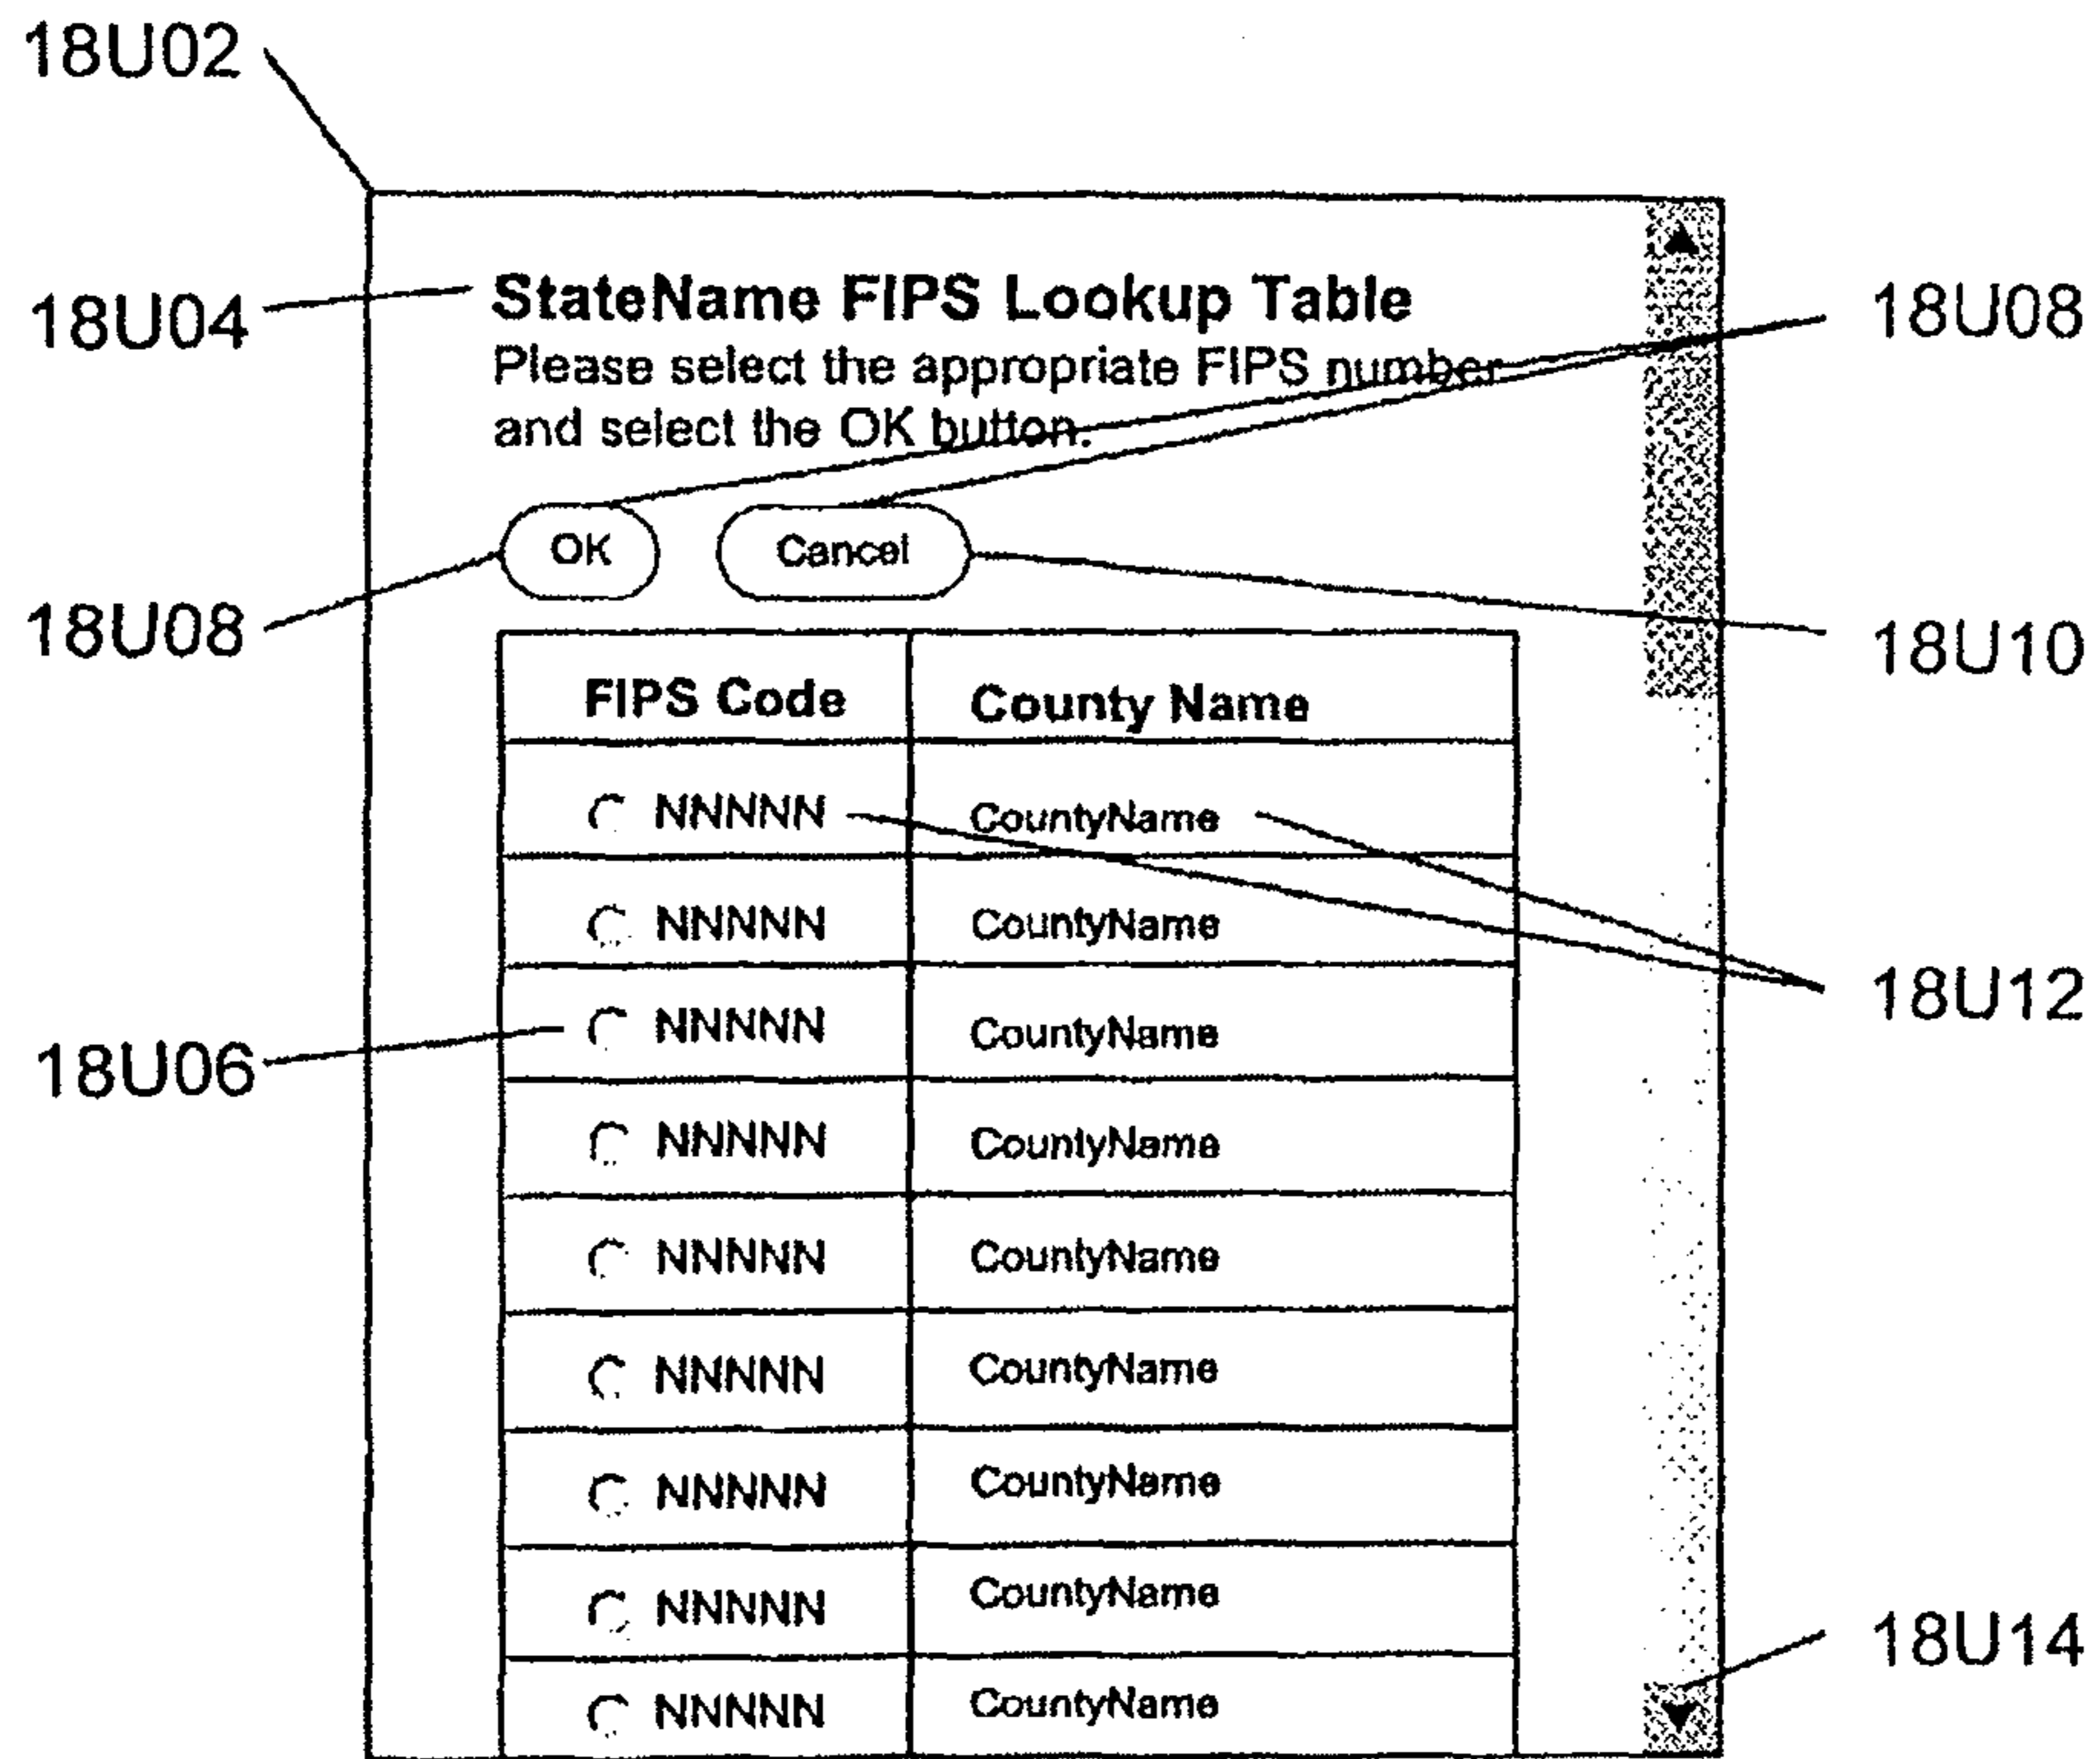 18U02
StateName FIPS Lookup Table
18U04
18U08
Please select the appropriate FIPS number
and select the OK button.
OK Cancel
18U08
18U10
FIPS Code County Name
NNNNN CountyName
NNNNN CountyName
18U12
NNNNN CountyName
18U06
NNNNN CountyName
NNNNN CountyName
NNNNN CountyName
NNNNN CountyName
NNNNN CountyName
18U14
NNNNN CountyName